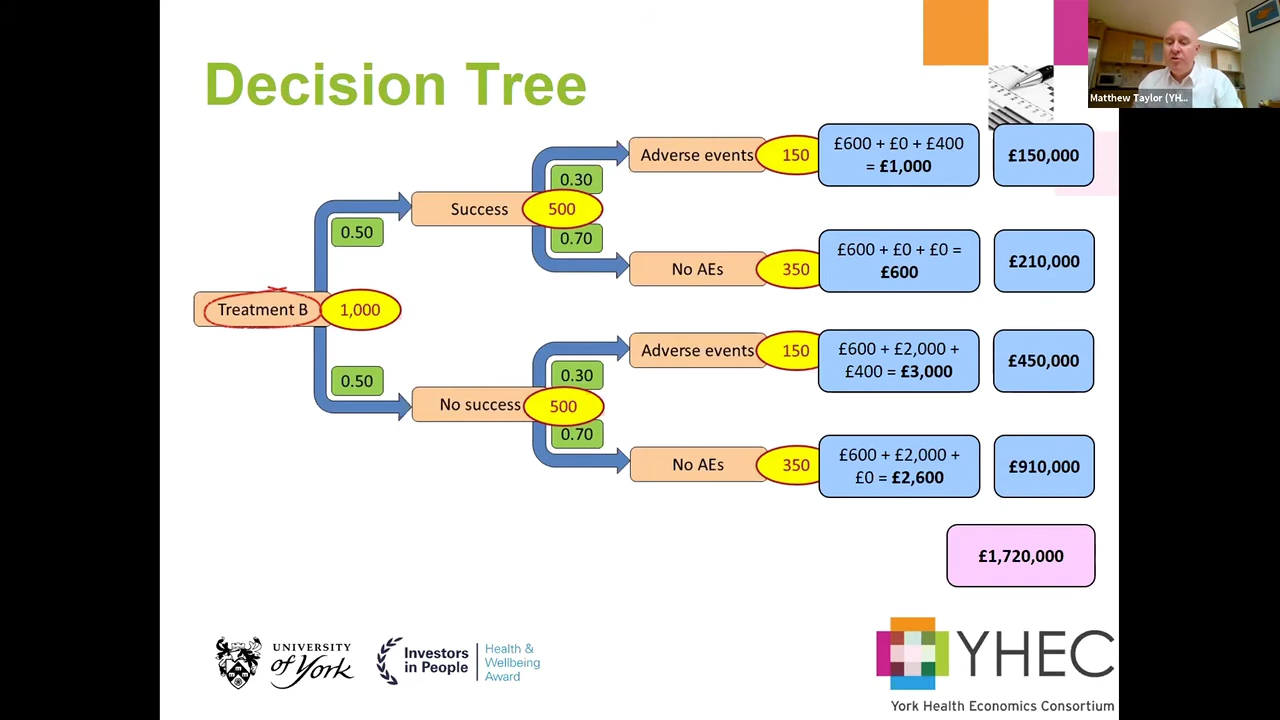 Decision Tree
Matthew Taylor (YH...
Adverse events
150
£600 + £0 + £400
= £1,000
£150,000
0.30
Success
500
0.70
0.50
No AEs
350
£600 + £0 + £0 =
£600
£210,000
Treatment B
1,000
Adverse events
150
£600 + £2,000 +
£400 = £3,000
£450,000
0.50
0.30
No success
500
0.70
No AEs
350
£600 + £2,000 +
£0 = £2,600
£910,000
£1,720,000
UNIVERSITY
of York
Investors
in People
Health &
Wellbeing
Award
YHEC
York Health Economics Consortium